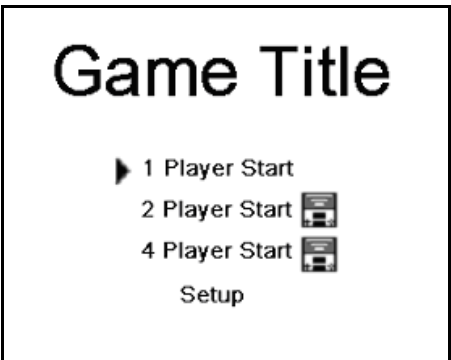 Game Title
1 Player Start
2 Player Start
4 Player Start
Setup